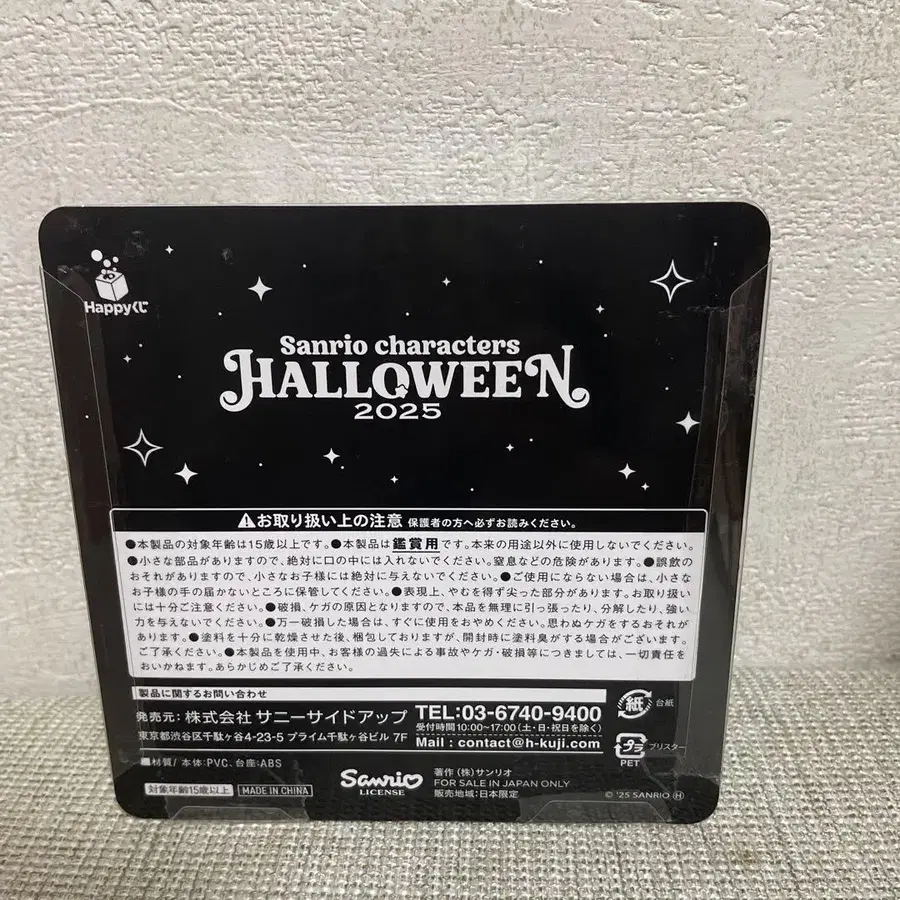 Happyくじ
Sanrio characters
HALLOWEEN
2025
⚠お取り扱い上の注意 保護者の方へ必ずお読みください。
●本製品の対象年齢は15歳以上です。●本製品は鑑賞用です。本来の用途以外に使用しないでください。
●小さな部品がありますので、絶対に口の中には入れないでください。窒息などの危険があります。●誤飲の
おそれがありますので、小さなお子様には絶対に与えないでください。●ご使用にならない場合は、小さな
お子様の手の届かないところに保管してください。●表現上、やむを得ず尖った部分があります。お取り扱い
には十分ご注意ください。●破損、ケガの原因となりますので、本品を無理に引っ張ったり、分解したり、強い
力を与えないでください。●万一破損した場合は、すぐに使用をおやめください。思わぬケガをするおそれが
あります。●塗料を十分に乾燥させた後、梱包しておりますが、開封時に塗料臭がする場合がございます。
ご了承ください。●本製品を使用中、お客様の過失による事故やケガ・破損等につきましては、一切責任を
おいかねます。あらかじめご了承ください。
製品に関するお問い合わせ
発売元：株式会社 サニーサイドアップ
東京都渋谷区千駄ヶ谷4-23-5 プライム千駄ヶ谷ビル 7F
TEL:03-6740-9400
受付時間10:00~17:00(土・日・祝日を除く)
Mail : contact@h-kuji.com
紙 台紙
プラ ブリスター
PET
■材質/本体:PVC、台座:ABS
対象年齢15歳以上
MADE IN CHINA
Sanrio
LICENSE
著作（株）サンリオ
FOR SALE IN JAPAN ONLY
販売地域：日本限定
© '25 SANRIO Ⓗ